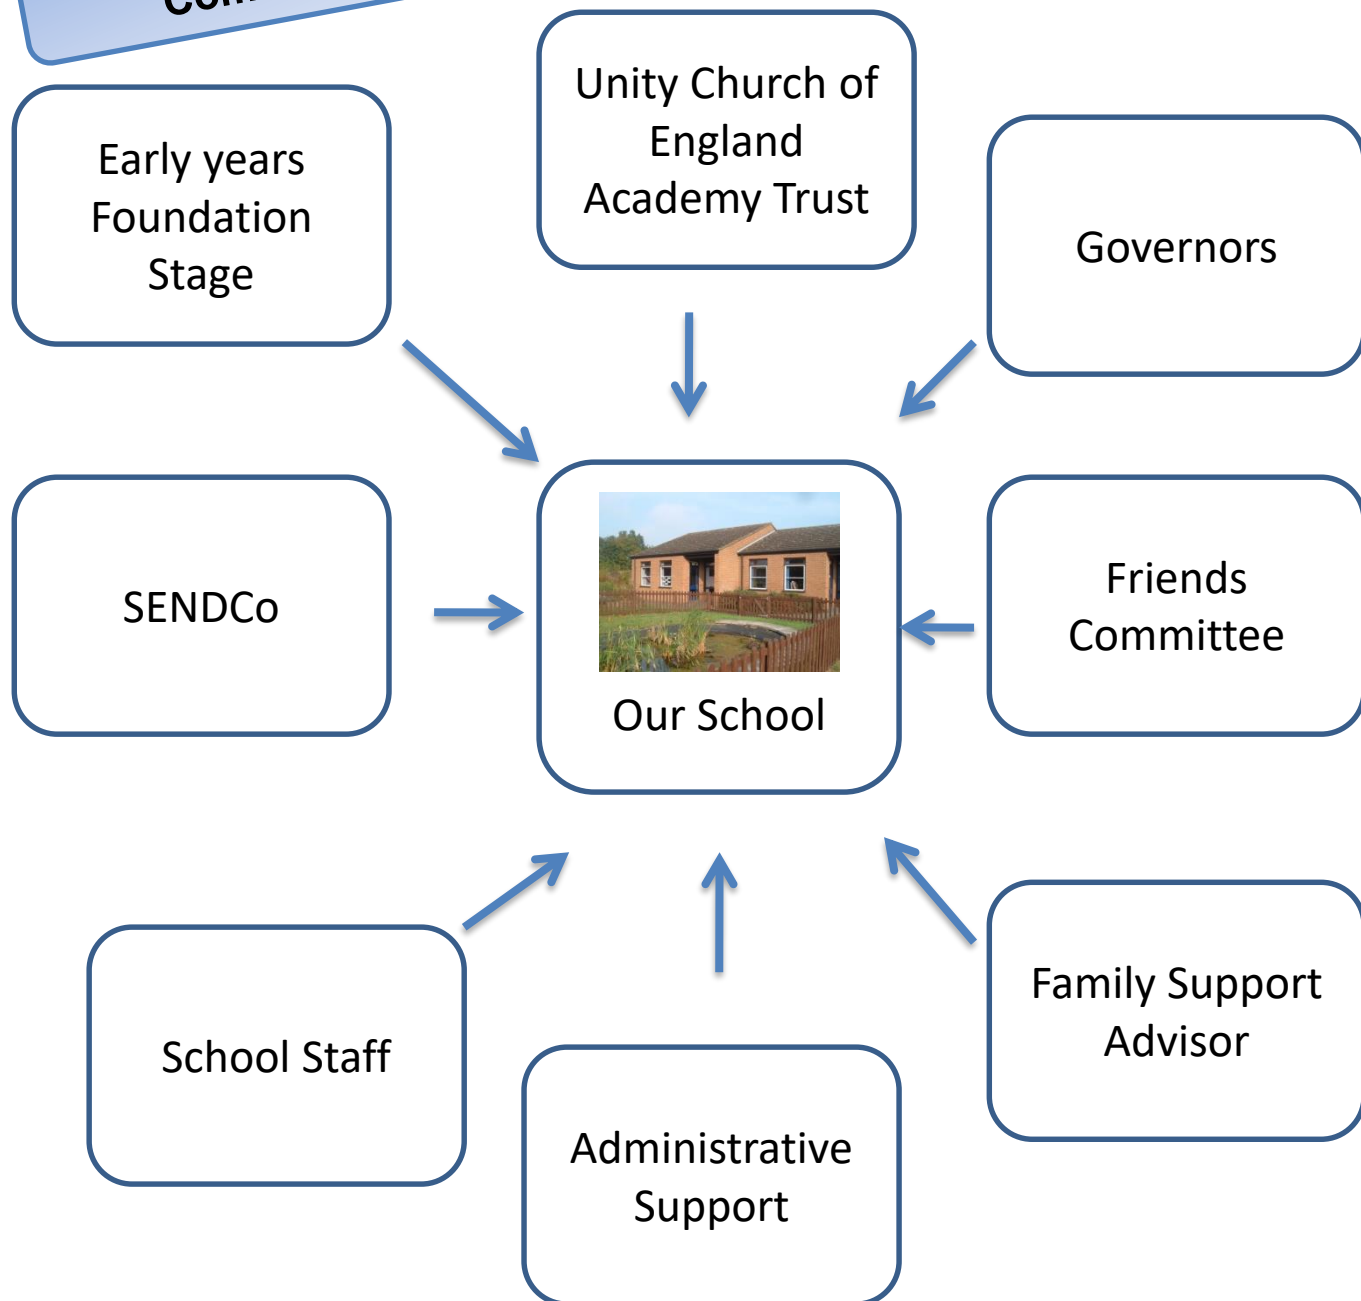 Unity Church of
England
Academy Trust
Early years
Foundation
Stage
Governors
SENDCo
Our School
Friends
Committee
School Staff
Administrative
Support
Family Support
Advisor